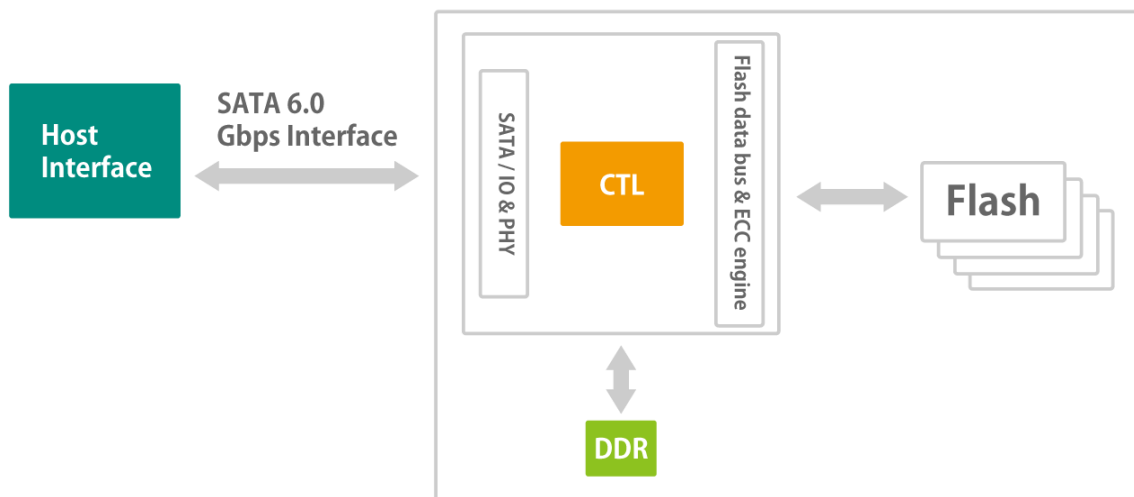 Host
Interface
SATA 6.0
Gbps Interface
SATA / IO & PHY
CTL
Flash data bus & ECC engine
Flash
DDR